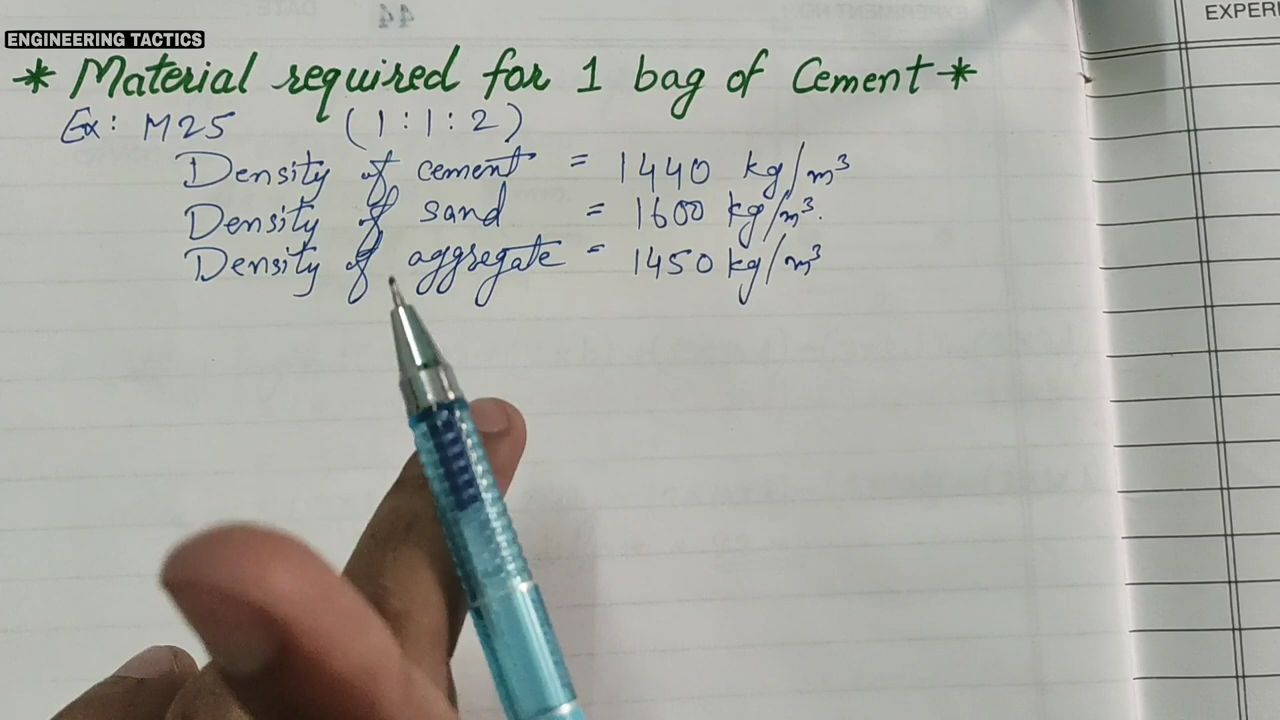 ENGINEERING TACTICS
EXPERI
* Material required for 1 bag of Cement *
Ex: M25 (1:1:2)
Density of cement = 1440 kg/m³
Density of sand = 1600 kg/m³.
Density of aggregate = 1450 kg/m³